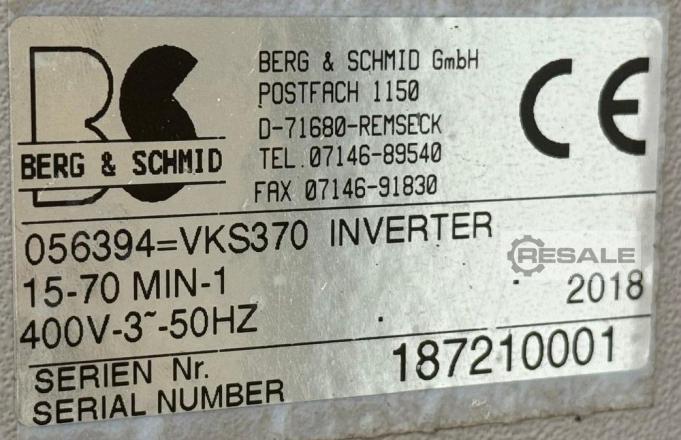 BS
BERG & SCHMID
BERG & SCHMID GmbH
POSTFACH 1150
D-71680-REMSECK
TEL.07146-89540
FAX 07146-91830
CE
056394=VKS370 INVERTER
RESALE
15-70 MIN-1
2018
400V-3~-50HZ
SERIEN Nr.
SERIAL NUMBER
187210001